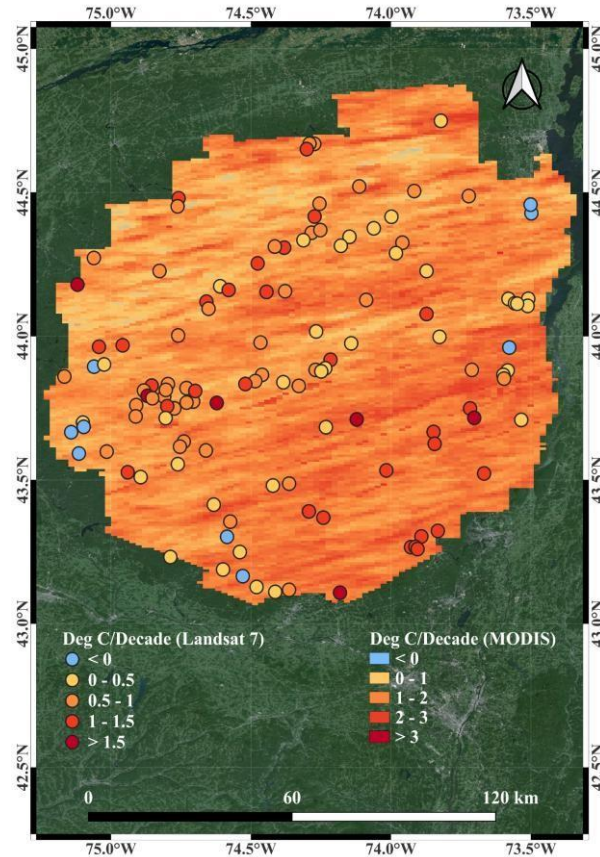 75.0°W 74.5°W 74.0°W 73.5°W
45.0°N 45.0°N
44.5°N 44.5°N
44.0°N 44.0°N
43.5°N 43.5°N
43.0°N 43.0°N
Deg C/Decade (Landsat 7)
< 0
0 - 0.5
0.5 - 1
1 - 1.5
> 1.5
Deg C/Decade (MODIS)
< 0
0 - 1
1 - 2
2 - 3
> 3
42.5°N 42.5°N
0 60 120 km
75.0°W 74.5°W 74.0°W 73.5°W